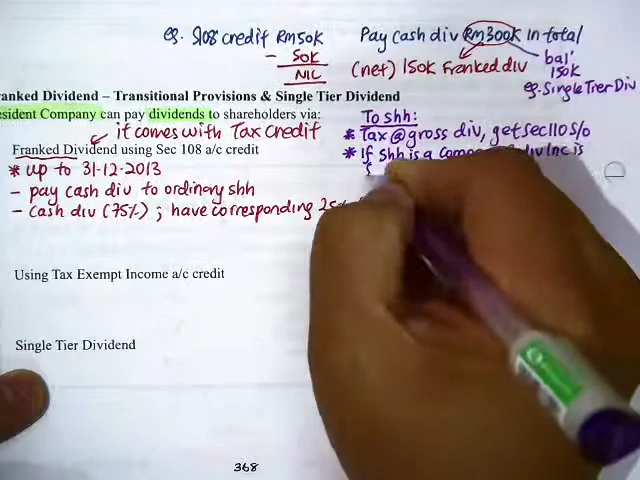 eg. S108 credit RM50K Pay cash div RM300K in total
- 50K (net) 150K Franked div bal'
NIL 150K
eg. Single Tier Div
ranked Dividend – Transitional Provisions & Single Tier Dividend
esident Company can pay dividends to shareholders via: To shh:
it comes with Tax Credit * Tax @ gross div, get sec110 s/o
Franked Dividend using Sec 108 a/c credit * If shh is a Inc is
* up to 31-12-2013
- pay cash div to ordinary shh
- cash div (75%) ; have corresponding
Using Tax Exempt Income a/c credit
Single Tier Dividend
368